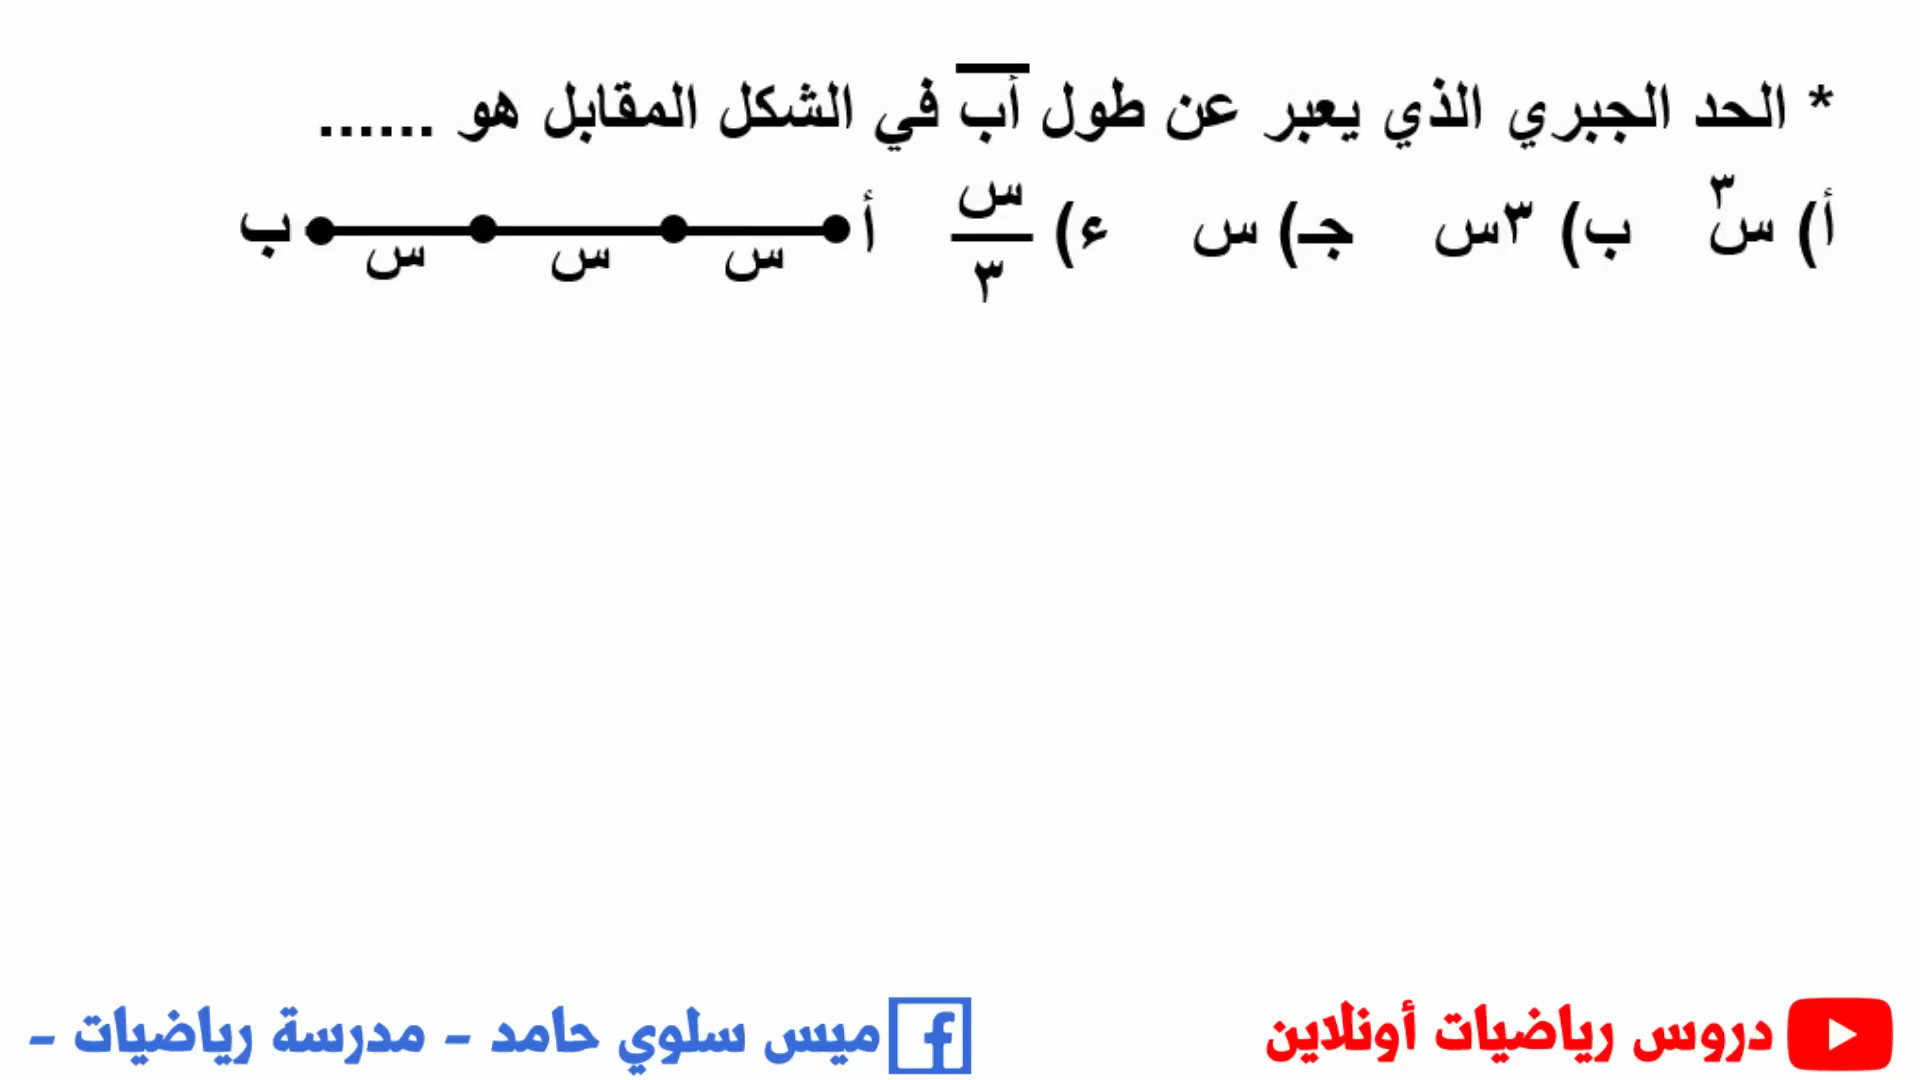 * الحد الجبري الذي يعبر عن طول أب في الشكل المقابل هو ......
أ) س٣ ب) ٣س جـ) س ء) س/٣
أ س س س ب
دروس رياضيات أونلاين
ميس سلوي حامد - مدرسة رياضيات -